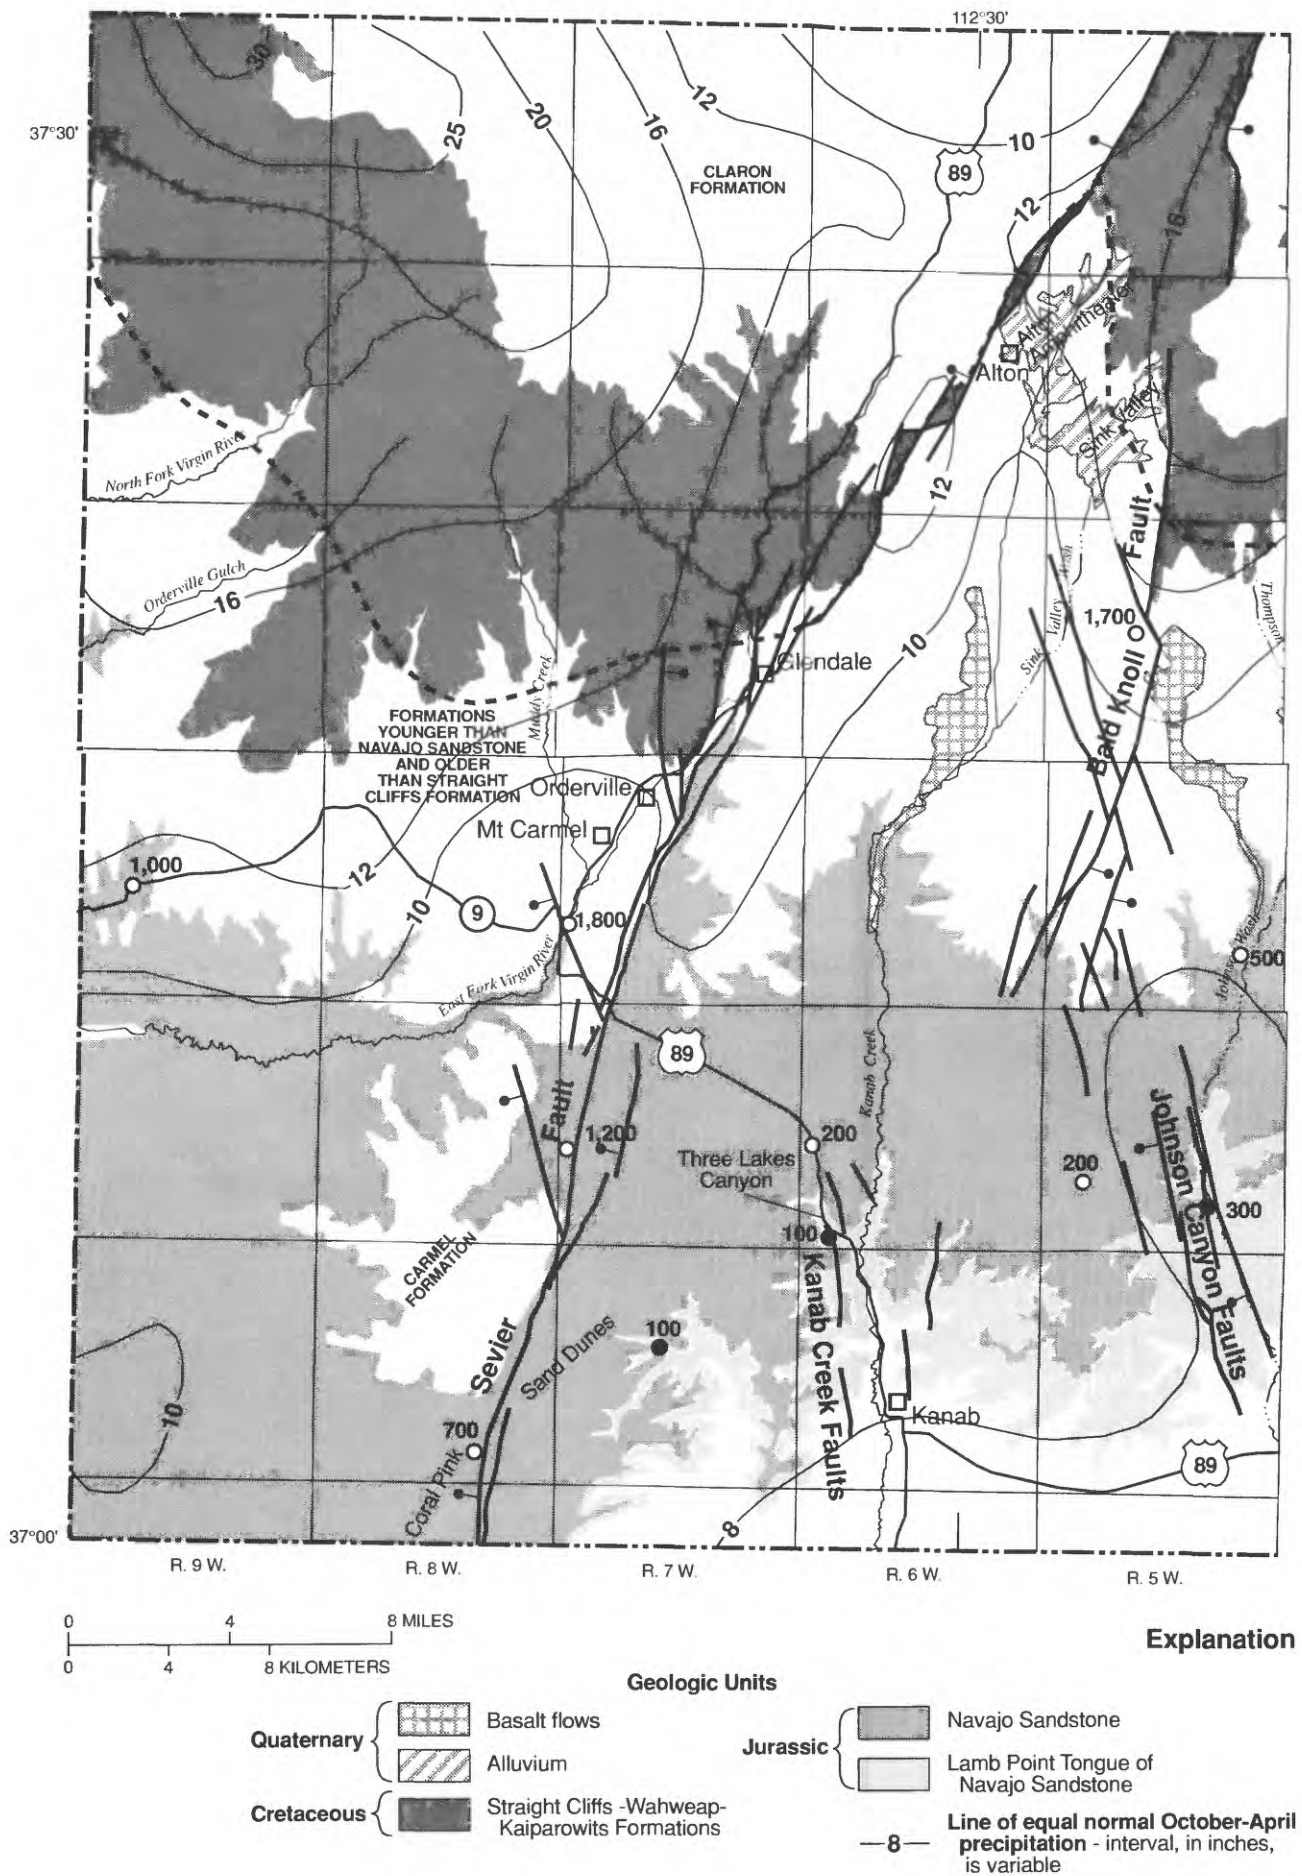 112°30'
37°30'
30
25
20
16
12
10
89
CLARON
FORMATION
12
16
Alton
Amphitheater
Alton
Sink Valley
North Fork Virgin River
12
Fault
Orderville Gulch
16
Sink Valley Wash
Thompson
1,700
10
Glendale
Muddy Creek
Bald Knoll
FORMATIONS
YOUNGER THAN
NAVAJO SANDSTONE
AND OLDER
THAN STRAIGHT
CLIFFS FORMATION
Orderville
Mt Carmel
1,000
12
10
9
1,800
East Fork Virgin River
Johnson Wash
500
89
Kanab Creek
Fault
1,200
200
Three Lakes
Canyon
200
Johnson Canyon Faults
300
100
CARMEL
FORMATION
Kanab Creek Faults
Sevier
Sand Dunes
100
10
Kanab
700
Coral Pink
89
8
37°00'
R. 9 W.
R. 8 W.
R. 7 W.
R. 6 W.
R. 5 W.
0 4 8 MILES
0 4 8 KILOMETERS
Explanation
Geologic Units
Quaternary
Basalt flows
Alluvium
Cretaceous
Straight Cliffs -Wahweap-
Kaiparowits Formations
Jurassic
Navajo Sandstone
Lamb Point Tongue of
Navajo Sandstone
8
Line of equal normal October-April
precipitation - interval, in inches,
is variable